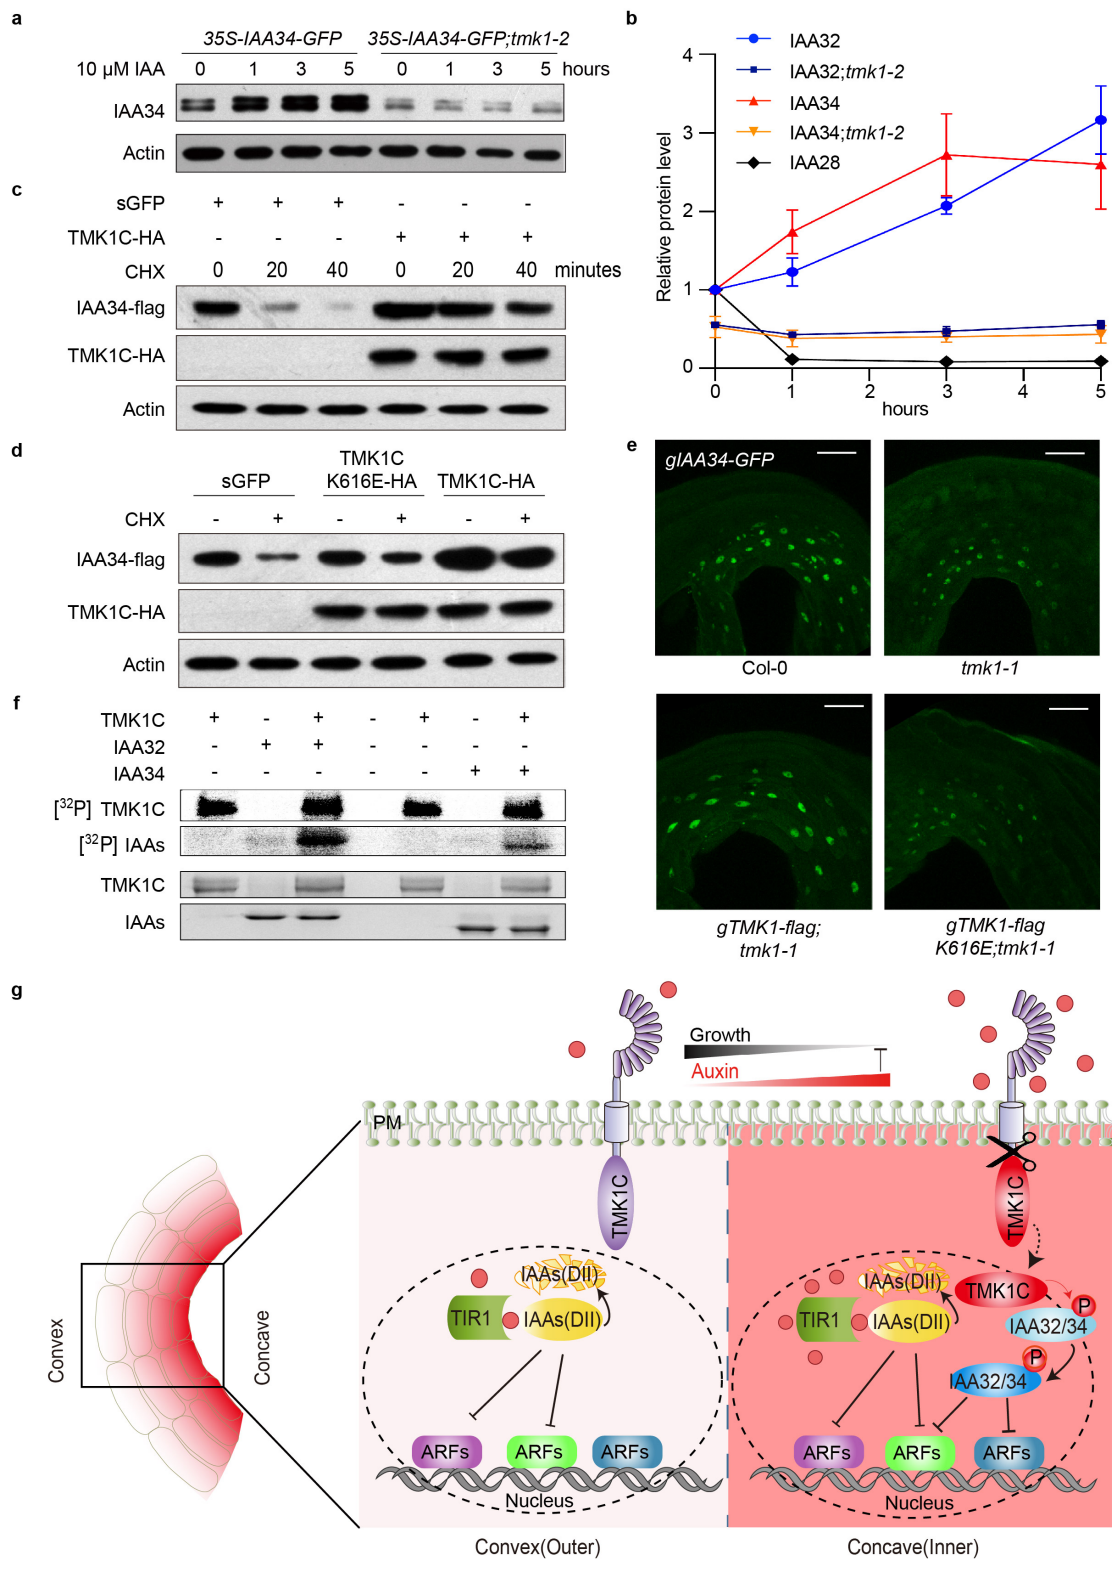 a
35S-IAA34-GFP 35S-IAA34-GFP;tmk1-2
10 µM IAA 0 1 3 5 0 1 3 5 hours
IAA34
Actin
b
IAA32
IAA32;tmk1-2
IAA34
IAA34;tmk1-2
IAA28
Relative protein level
4
3
2
1
0
0 1 2 3 4 5
hours
c
sGFP + + + - - -
TMK1C-HA - - - + + +
CHX 0 20 40 0 20 40 minutes
IAA34-flag
TMK1C-HA
Actin
d
sGFP TMK1C K616E-HA TMK1C-HA
CHX - + - + - +
IAA34-flag
TMK1C-HA
Actin
e
gIAA34-GFP
Col-0
tmk1-1
gTMK1-flag;
tmk1-1
gTMK1-flag
K616E;tmk1-1
f
TMK1C + - + - + - +
IAA32 - + + - - - -
IAA34 - - - - - + +
[32P] TMK1C
[32P] IAAs
TMK1C
IAAs
g
Growth
Auxin
PM
TMK1C
TMK1C
IAAs(DII)
TIR1
IAAs(DII)
ARFs
ARFs
ARFs
Nucleus
IAAs(DII)
TIR1
IAAs(DII)
TMK1C
P
IAA32/34
P
IAA32/34
ARFs
ARFs
ARFs
Nucleus
Convex
Concave
Convex(Outer)
Concave(Inner)